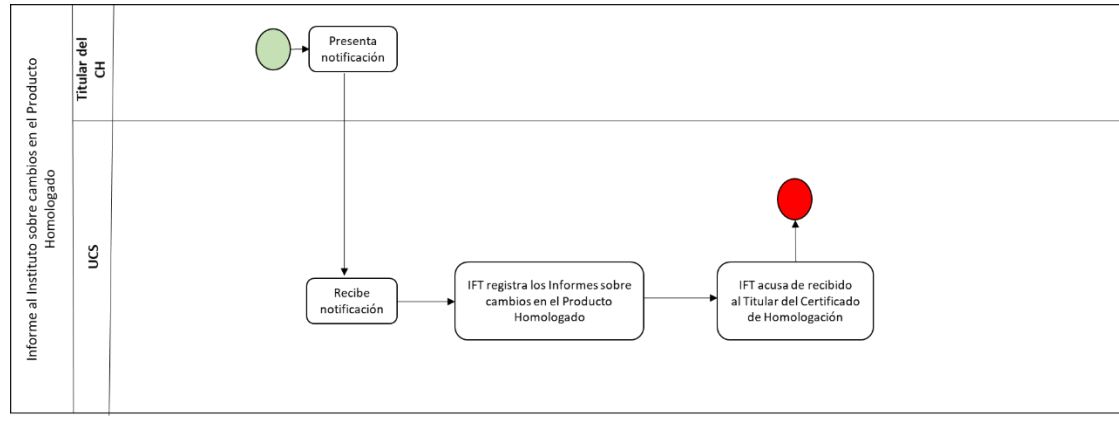 Informe al Instituto sobre cambios en el Producto
Homologado
Titular del
CH
Presenta
notificación
UCS
Recibe
notificación
IFT registra los Informes sobre
cambios en el Producto
Homologado
IFT acusa de recibido
al Titular del Certificado
de Homologación